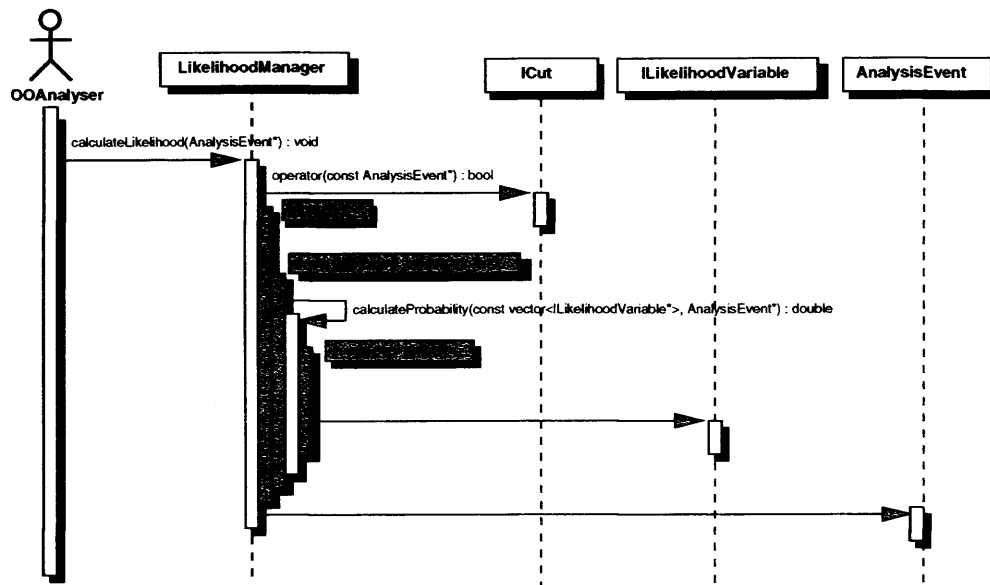 OOAnalyser
LikelihoodManager
ICut
ILikelihoodVariable
AnalysisEvent
calculateLikelihood(AnalysisEvent*) : void
operator(const AnalysisEvent*) : bool
calculateProbability(const vector<ILikelihoodVariable*>, AnalysisEvent*) : double